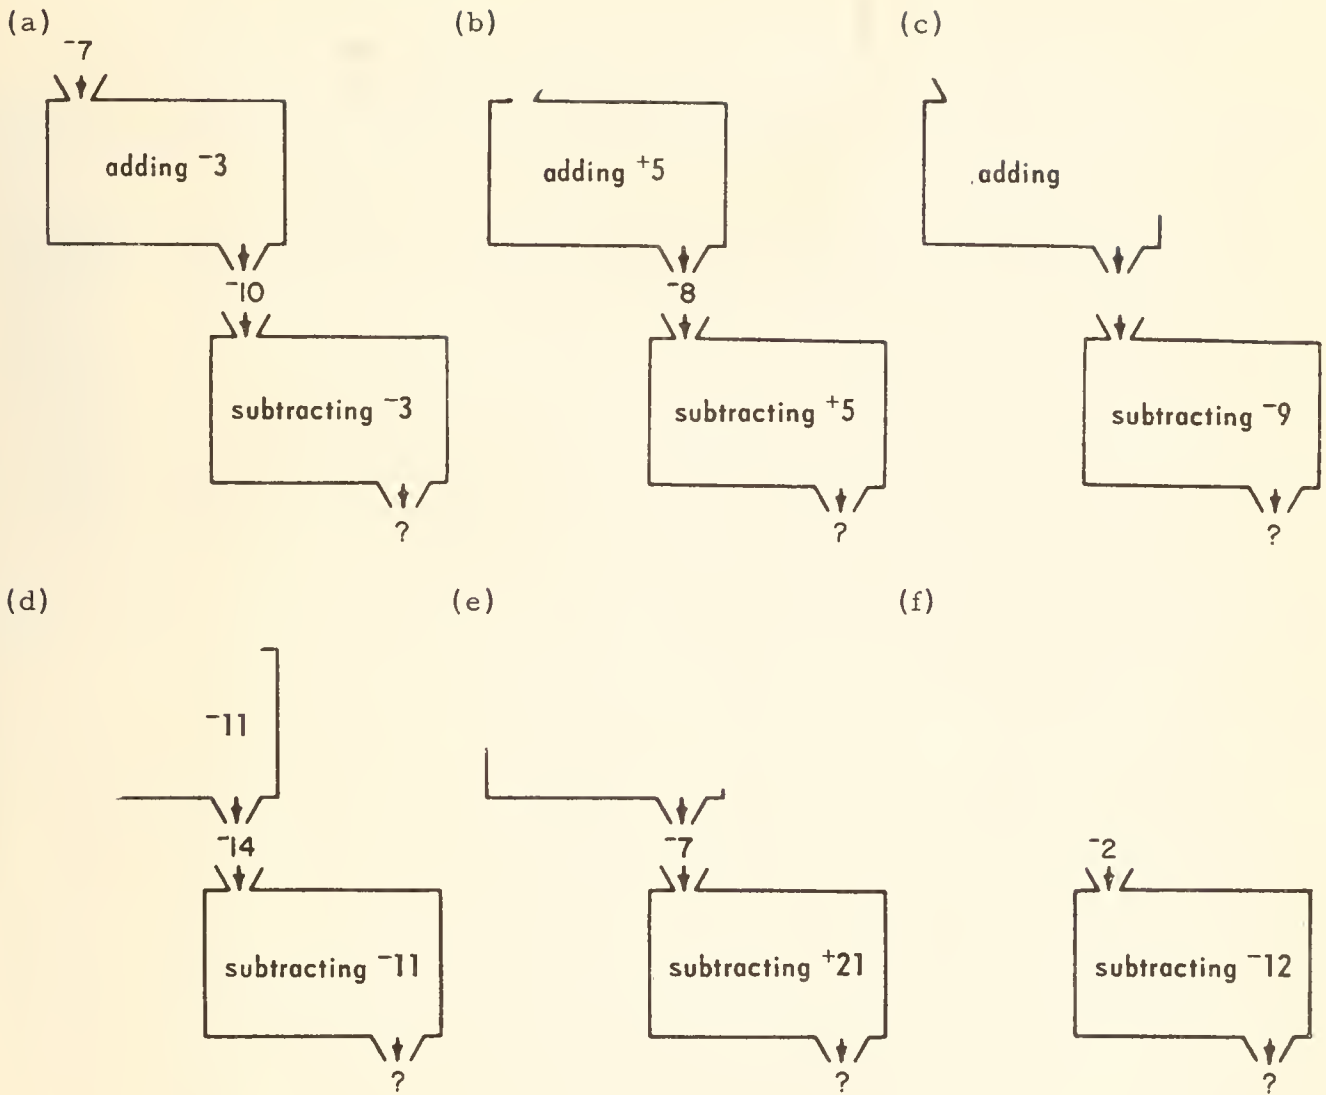 (a)
⁻7
adding ⁻3
⁻10
subtracting ⁻3
?
(b)
adding ⁺5
⁻8
subtracting ⁺5
?
(c)
adding
subtracting ⁻9
?
(d)
⁻11
⁻14
subtracting ⁻11
?
(e)
⁻7
subtracting ⁺21
?
(f)
⁻2
subtracting ⁻12
?